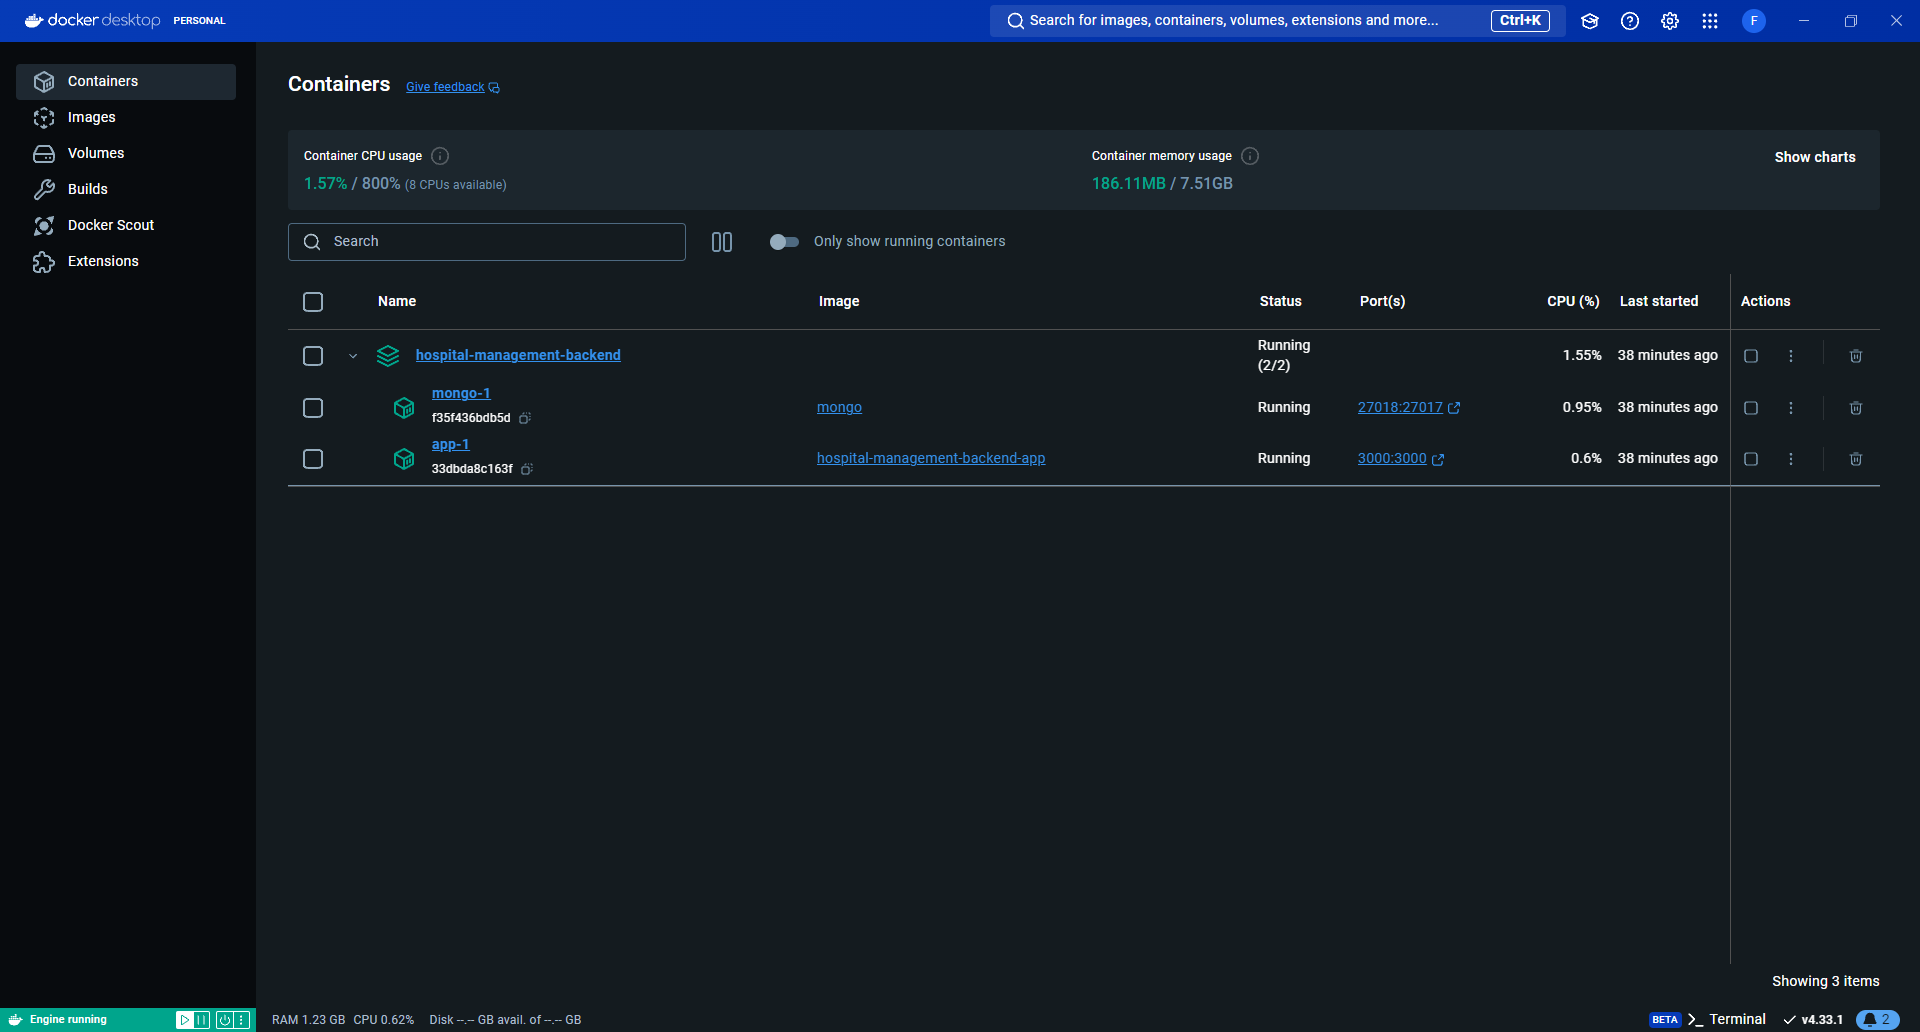 docker desktop PERSONAL
Search for images, containers, volumes, extensions and more... Ctrl+K
F
Containers
Images
Volumes
Builds
Docker Scout
Extensions
Containers Give feedback
Container CPU usage
1.57% / 800% (8 CPUs available)
Container memory usage
186.11MB / 7.51GB
Show charts
Search
Only show running containers
Name Image Status Port(s) CPU (%) Last started Actions
hospital-management-backend Running (2/2) 1.55% 38 minutes ago
mongo-1
f35f436bdb5d
mongo Running 27018:27017 0.95% 38 minutes ago
app-1
33dbda8c163f
hospital-management-backend-app Running 3000:3000 0.6% 38 minutes ago
Showing 3 items
Engine running
RAM 1.23 GB CPU 0.62% Disk --.-- GB avail. of --.-- GB
BETA >_ Terminal v4.33.1 2